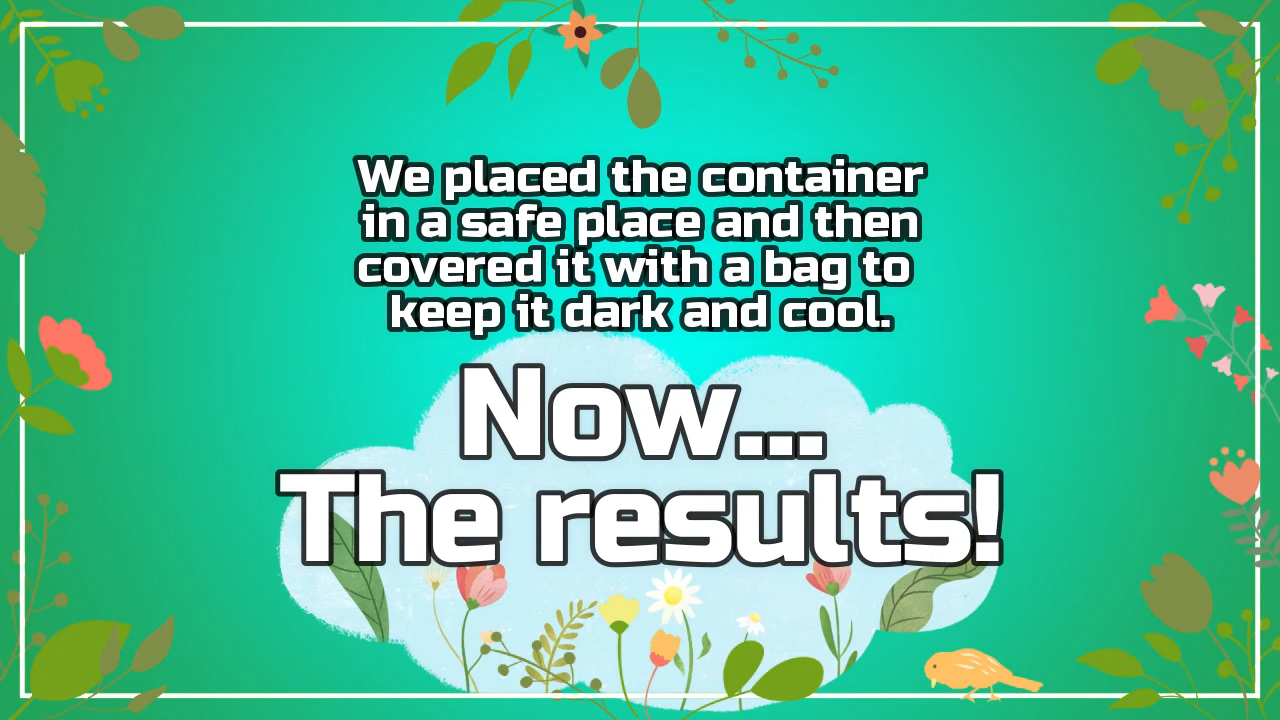 We placed the container
in a safe place and then
covered it with a bag to
keep it dark and cool.
Now...
The results!